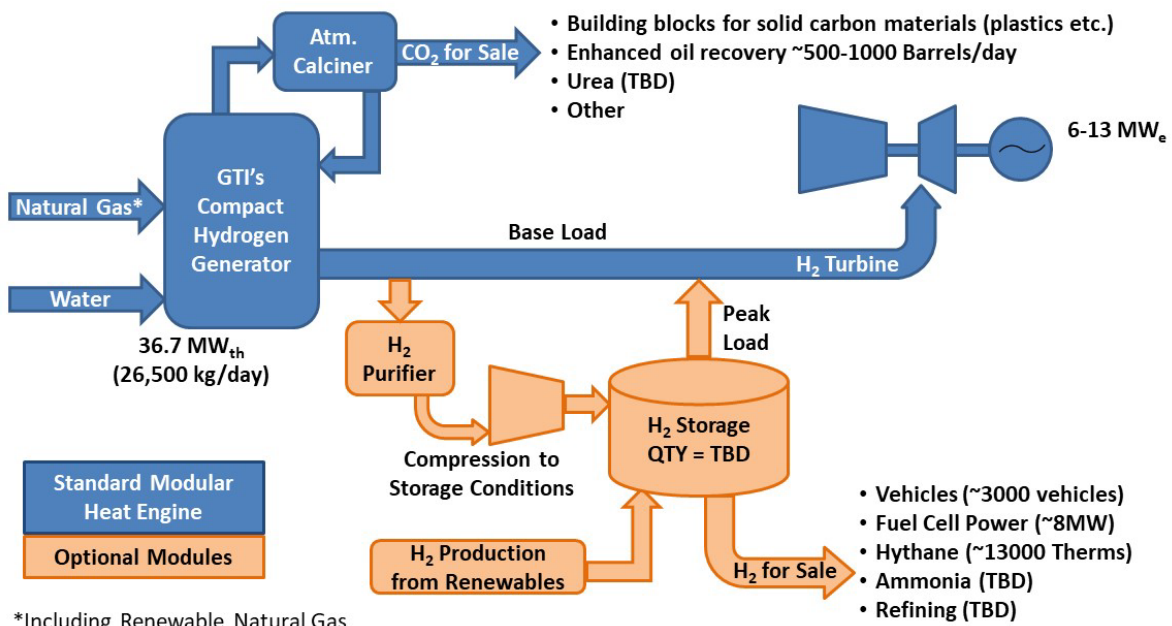 Atm.
Calciner
CO2 for Sale
• Building blocks for solid carbon materials (plastics etc.)
• Enhanced oil recovery ~500-1000 Barrels/day
• Urea (TBD)
• Other
6-13 MWe
GTI's
Compact
Hydrogen
Generator
Natural Gas*
Water
36.7 MWth
(26,500 kg/day)
Base Load
H2 Turbine
Peak
Load
H2
Purifier
Compression to
Storage Conditions
H2 Storage
QTY = TBD
H2 Production
from Renewables
H2 for Sale
• Vehicles (~3000 vehicles)
• Fuel Cell Power (~8MW)
• Hythane (~13000 Therms)
• Ammonia (TBD)
• Refining (TBD)
Standard Modular
Heat Engine
Optional Modules
*Including Renewable Natural Gas